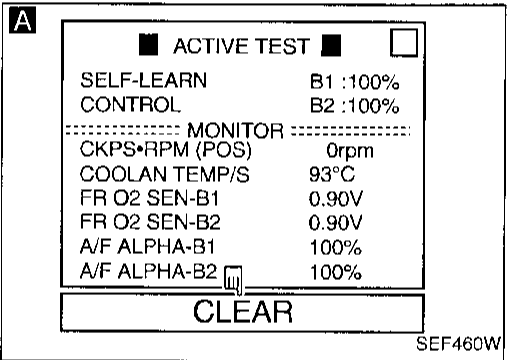 A
ACTIVE TEST
SELF-LEARN B1 :100%
CONTROL B2 :100%
MONITOR
CKPS•RPM (POS) 0rpm
COOLAN TEMP/S 93°C
FR O2 SEN-B1 0.90V
FR O2 SEN-B2 0.90V
A/F ALPHA-B1 100%
A/F ALPHA-B2 100%
CLEAR
SEF460W